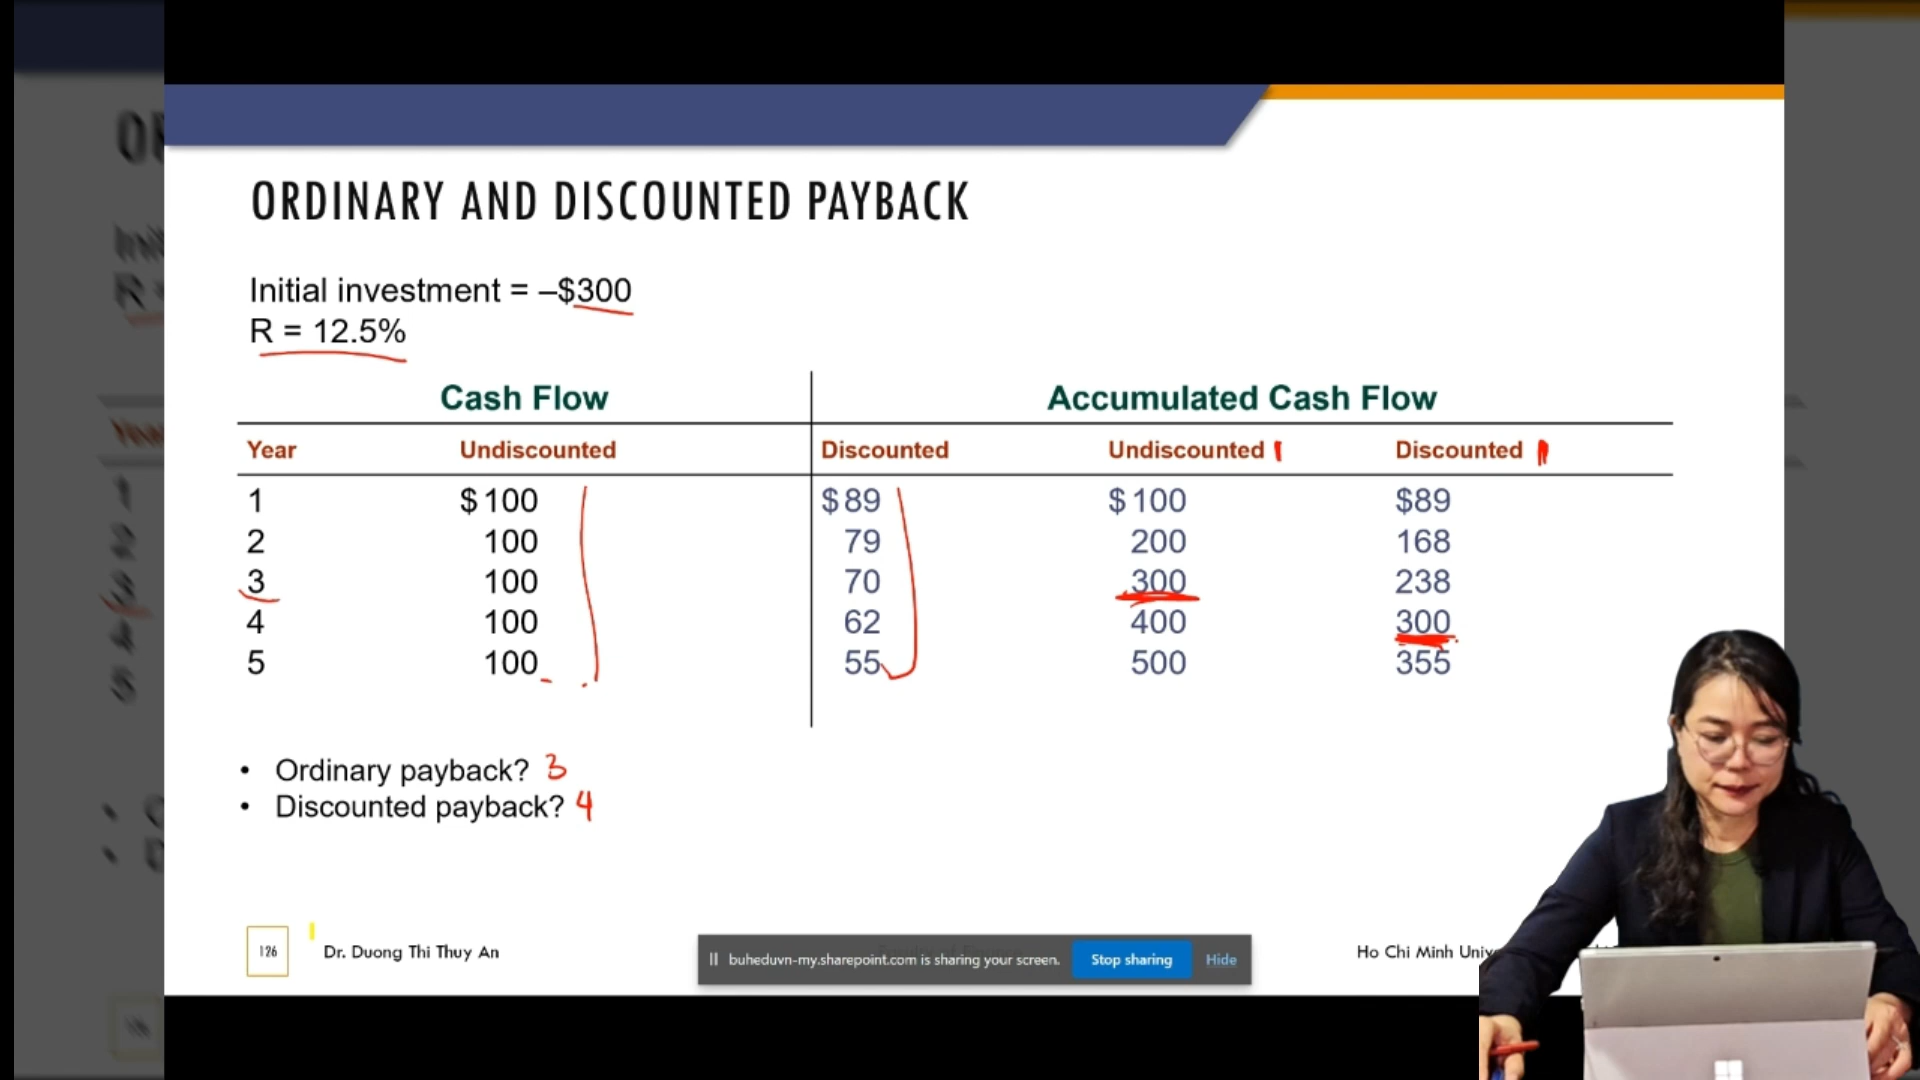 ORDINARY AND DISCOUNTED PAYBACK
Initial investment = –$300
R = 12.5%
Cash Flow Accumulated Cash Flow
Year Undiscounted Discounted Undiscounted Discounted
1 $100 $89 $100 $89
2 100 79 200 168
3 100 70 300 238
4 100 62 400 300
5 100 55 500 355
• Ordinary payback? 3
• Discounted payback? 4
126 Dr. Duong Thi Thuy An
buheduvn-my.sharepoint.com is sharing your screen. Stop sharing Hide
Ho Chi Minh